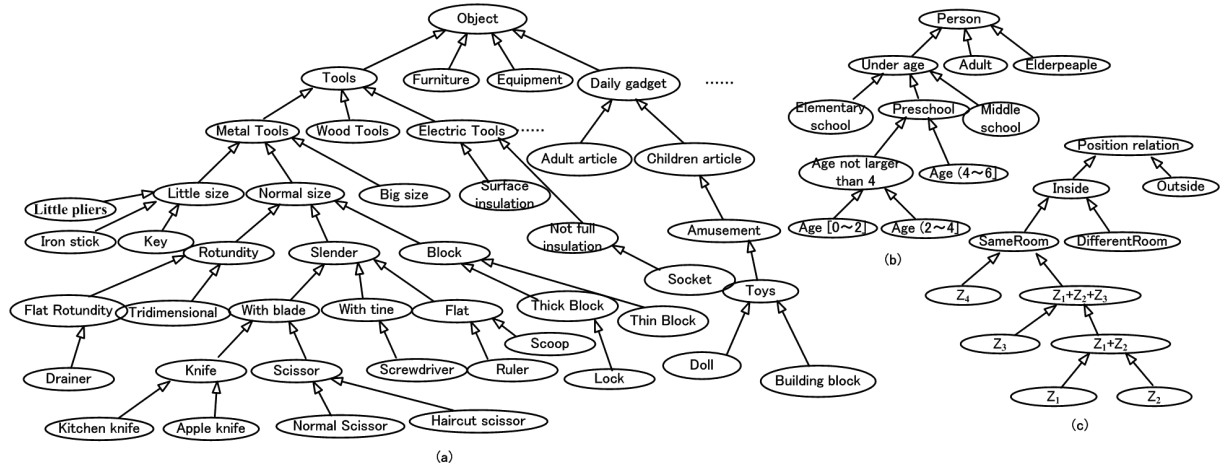 Object
Person
Tools
Furniture
Equipment
Daily gadget
......
Under age
Adult
Elderpeaple
Metal Tools
Wood Tools
Electric Tools
......
Adult article
Children article
Elementary
school
Preschool
Middle
school
Position relation
Little size
Normal size
Big size
Surface
insulation
Age not larger
than 4
Age (4～6]
Inside
Outside
Little pliers
Iron stick
Key
Not full
insulation
Amusement
Age [0～2]
Age (2～4]
(b)
SameRoom
DifferentRoom
Rotundity
Slender
Block
Socket
Toys
Z₄
Z₁+Z₂+Z₃
Flat Rotundity
Tridimensional
With blade
With tine
Flat
Thick Block
Thin Block
Scoop
Z₃
Z₁+Z₂
Drainer
Knife
Scissor
Screwdriver
Ruler
Lock
Doll
Building block
Z₁
Z₂
Kitchen knife
Apple knife
Normal Scissor
Haircut scissor
(c)
(a)